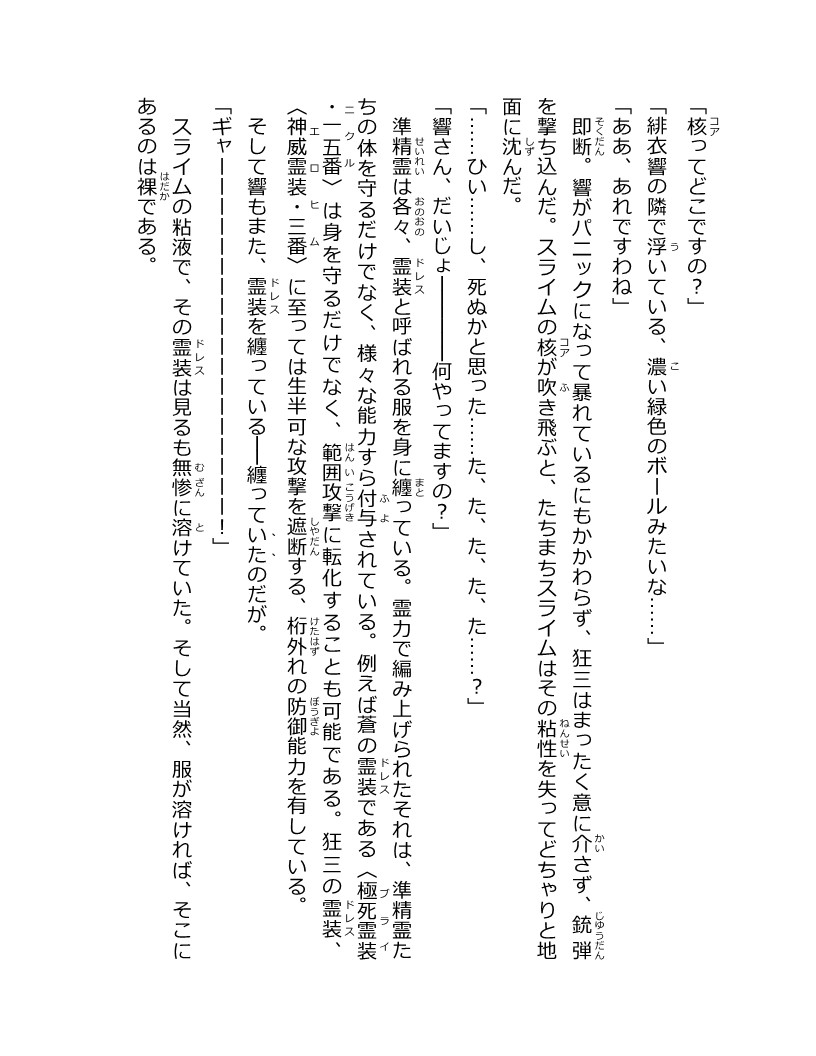 「核ってどこですの？」
「緋衣響の隣で浮いている、濃い緑色のボールみたいな……」
「ああ、あれですわね」
即断。響がパニックになって暴れているにもかかわらず、狂三はまったく意に介さず、銃弾
を撃ち込んだ。スライムの核が吹き飛ぶと、たちまちスライムはその粘性を失ってどちゃりと地
面に沈んだ。
「……ひい……し、死ぬかと思った……た、た、た、た、た……？」
「響さん、だいじょ────何やってますの？」
準精霊は各々、霊装と呼ばれる服を身に纏っている。霊力で編み上げられたそれは、準精霊た
ちの体を守るだけでなく、様々な能力すら付与されている。例えば蒼の霊装である〈極死霊装
・一五番〉は身を守るだけでなく、範囲攻撃に転化することも可能である。狂三の霊装、
〈神威霊装・三番〉に至っては生半可な攻撃を遮断する、桁外れの防御能力を有している。
そして響もまた、霊装を纏っている──纏っていたのだが。
「ギャーーーーーーーーーーーーーーーーーー！」
スライムの粘液で、その霊装は見るも無惨に溶けていた。そして当然、服が溶ければ、そこに
あるのは裸である。